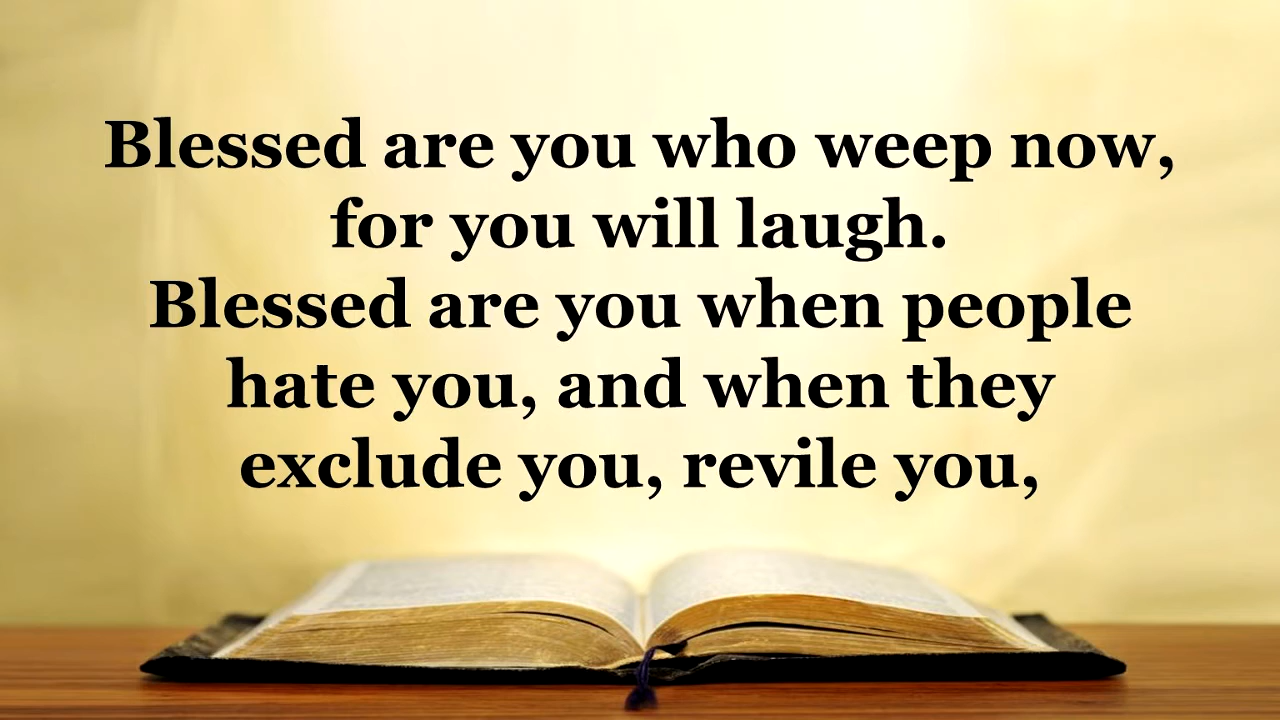 Blessed are you who weep now,
for you will laugh.
Blessed are you when people
hate you, and when they
exclude you, revile you,